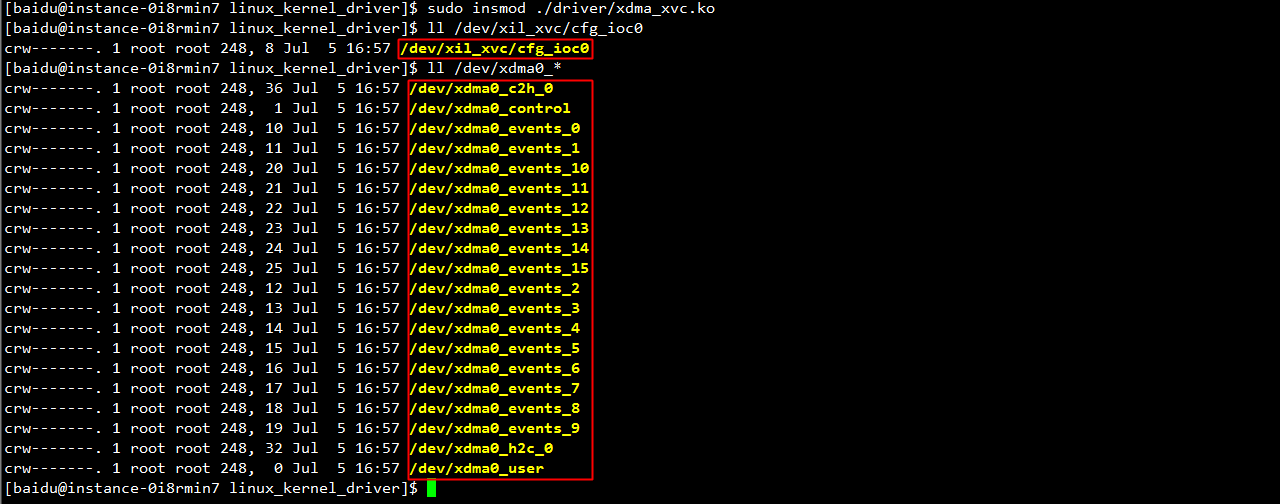 [baidu@instance-0i8rmin7 linux_kernel_driver]$ sudo insmod ./driver/xdma_xvc.ko
[baidu@instance-0i8rmin7 linux_kernel_driver]$ ll /dev/xil_xvc/cfg_ioc0
crw-------. 1 root root 248, 8 Jul  5 16:57 /dev/xil_xvc/cfg_ioc0
[baidu@instance-0i8rmin7 linux_kernel_driver]$ ll /dev/xdma0_*
crw-------. 1 root root 248, 36 Jul  5 16:57 /dev/xdma0_c2h_0
crw-------. 1 root root 248,  1 Jul  5 16:57 /dev/xdma0_control
crw-------. 1 root root 248, 10 Jul  5 16:57 /dev/xdma0_events_0
crw-------. 1 root root 248, 11 Jul  5 16:57 /dev/xdma0_events_1
crw-------. 1 root root 248, 20 Jul  5 16:57 /dev/xdma0_events_10
crw-------. 1 root root 248, 21 Jul  5 16:57 /dev/xdma0_events_11
crw-------. 1 root root 248, 22 Jul  5 16:57 /dev/xdma0_events_12
crw-------. 1 root root 248, 23 Jul  5 16:57 /dev/xdma0_events_13
crw-------. 1 root root 248, 24 Jul  5 16:57 /dev/xdma0_events_14
crw-------. 1 root root 248, 25 Jul  5 16:57 /dev/xdma0_events_15
crw-------. 1 root root 248, 12 Jul  5 16:57 /dev/xdma0_events_2
crw-------. 1 root root 248, 13 Jul  5 16:57 /dev/xdma0_events_3
crw-------. 1 root root 248, 14 Jul  5 16:57 /dev/xdma0_events_4
crw-------. 1 root root 248, 15 Jul  5 16:57 /dev/xdma0_events_5
crw-------. 1 root root 248, 16 Jul  5 16:57 /dev/xdma0_events_6
crw-------. 1 root root 248, 17 Jul  5 16:57 /dev/xdma0_events_7
crw-------. 1 root root 248, 18 Jul  5 16:57 /dev/xdma0_events_8
crw-------. 1 root root 248, 19 Jul  5 16:57 /dev/xdma0_events_9
crw-------. 1 root root 248, 32 Jul  5 16:57 /dev/xdma0_h2c_0
crw-------. 1 root root 248,  0 Jul  5 16:57 /dev/xdma0_user
[baidu@instance-0i8rmin7 linux_kernel_driver]$